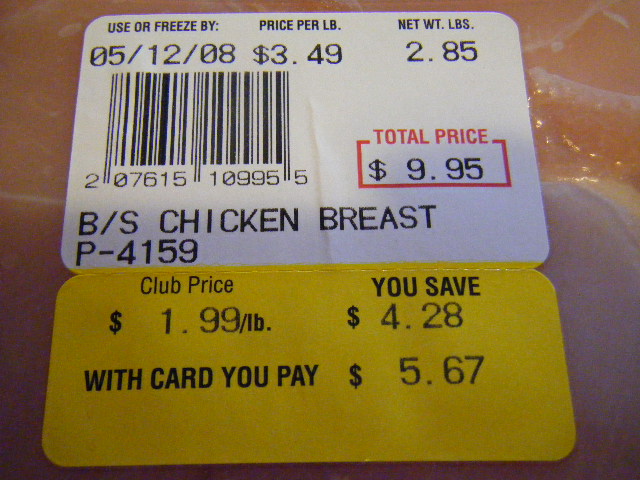 USE OR FREEZE BY: PRICE PER LB. NET WT. LBS.
05/12/08 $3.49 2.85
TOTAL PRICE
$ 9.95
2 07615 10995 5
B/S CHICKEN BREAST
P-4159
Club Price YOU SAVE
$ 1.99/lb. $ 4.28
WITH CARD YOU PAY $ 5.67